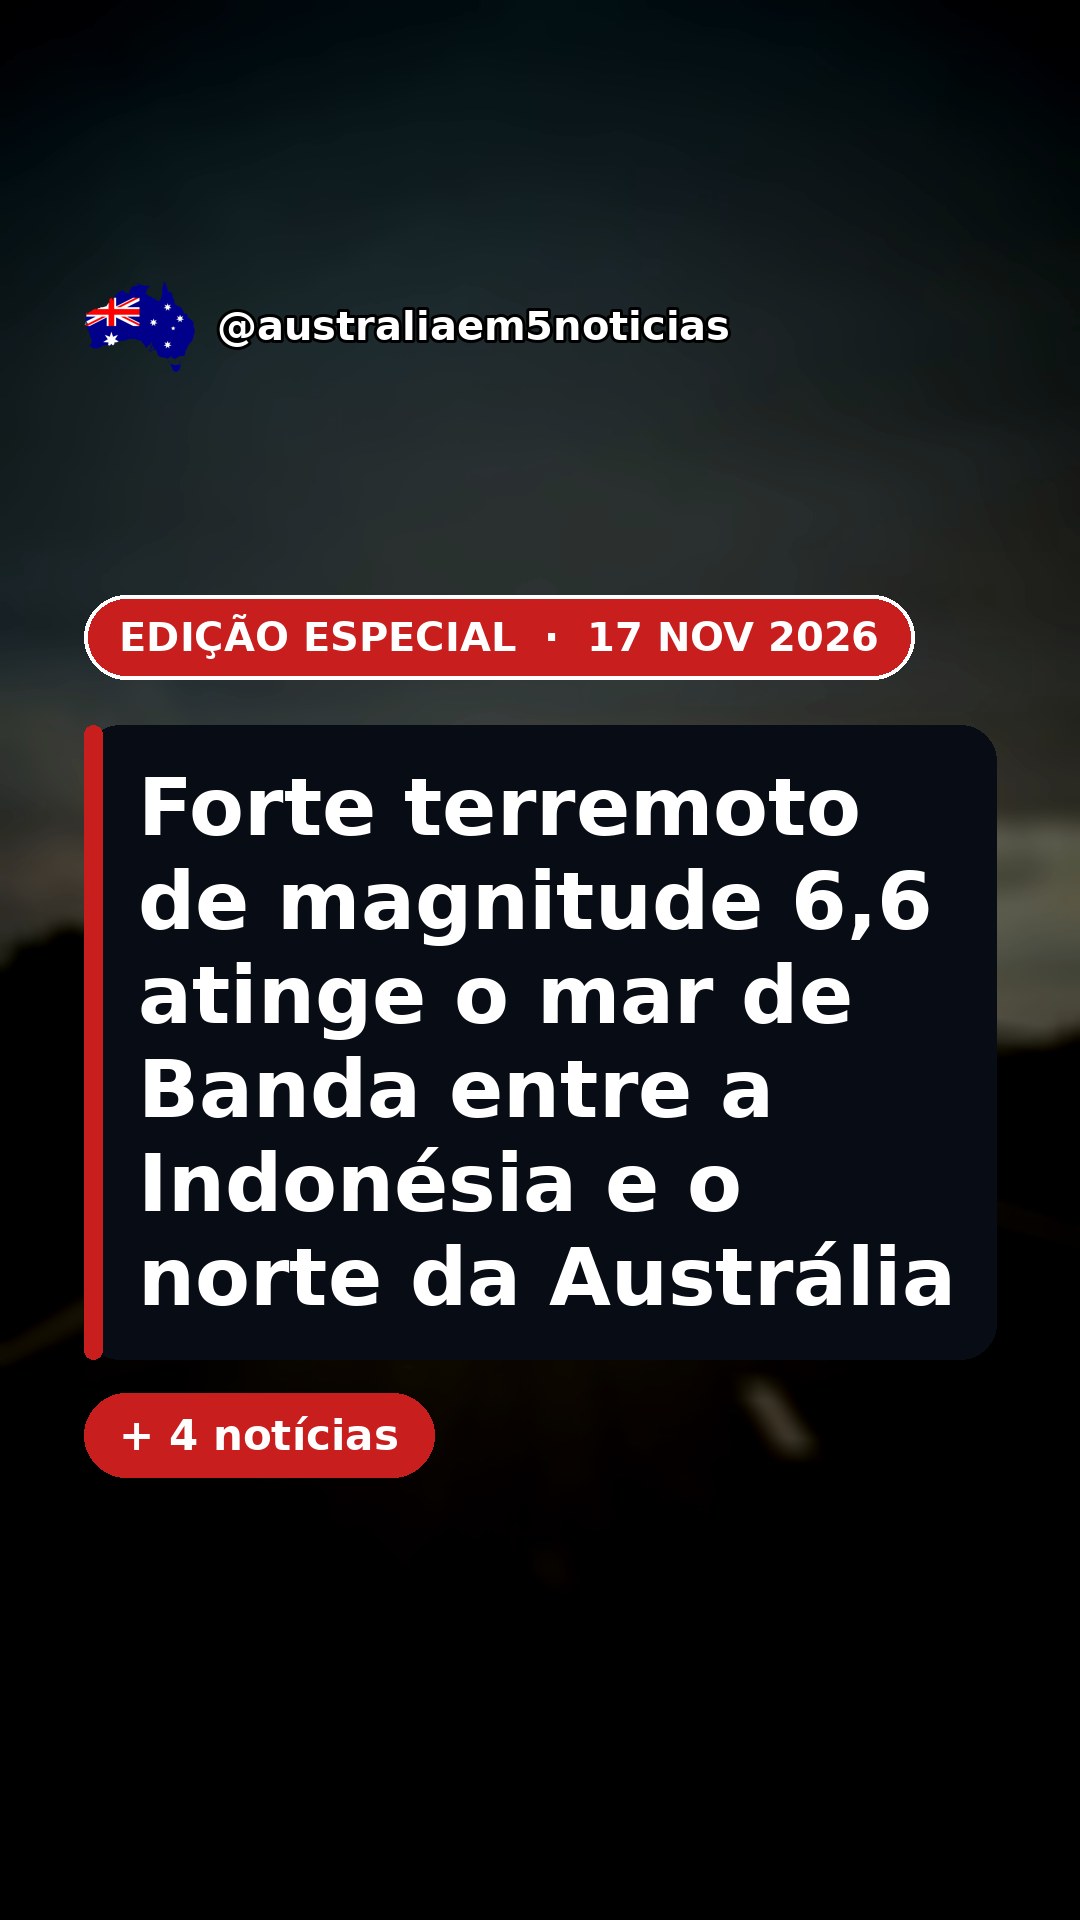 @australiaem5noticias
EDIÇÃO ESPECIAL · 17 NOV 2026
Forte terremoto
de magnitude 6,6
atinge o mar de
Banda entre a
Indonésia e o
norte da Austrália
+ 4 notícias